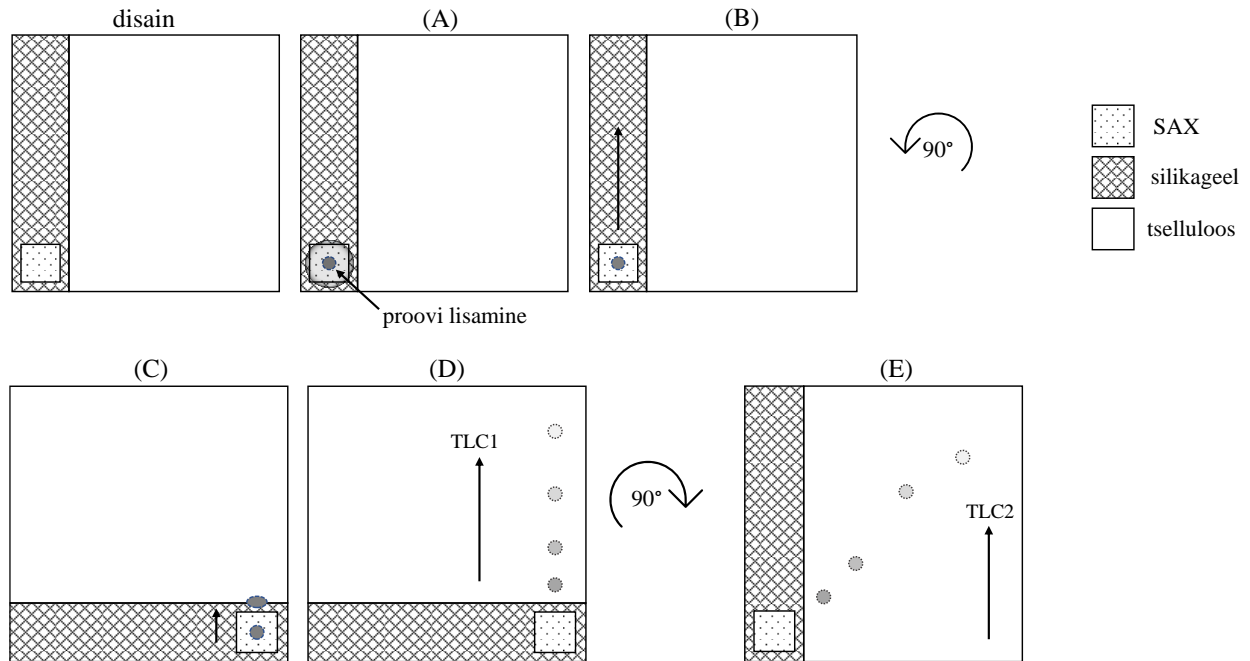 disain
(A)
(B)
90°
SAX
silikageel
tselluloos
proovi lisamine
(C)
(D)
(E)
TLC1
90°
TLC2